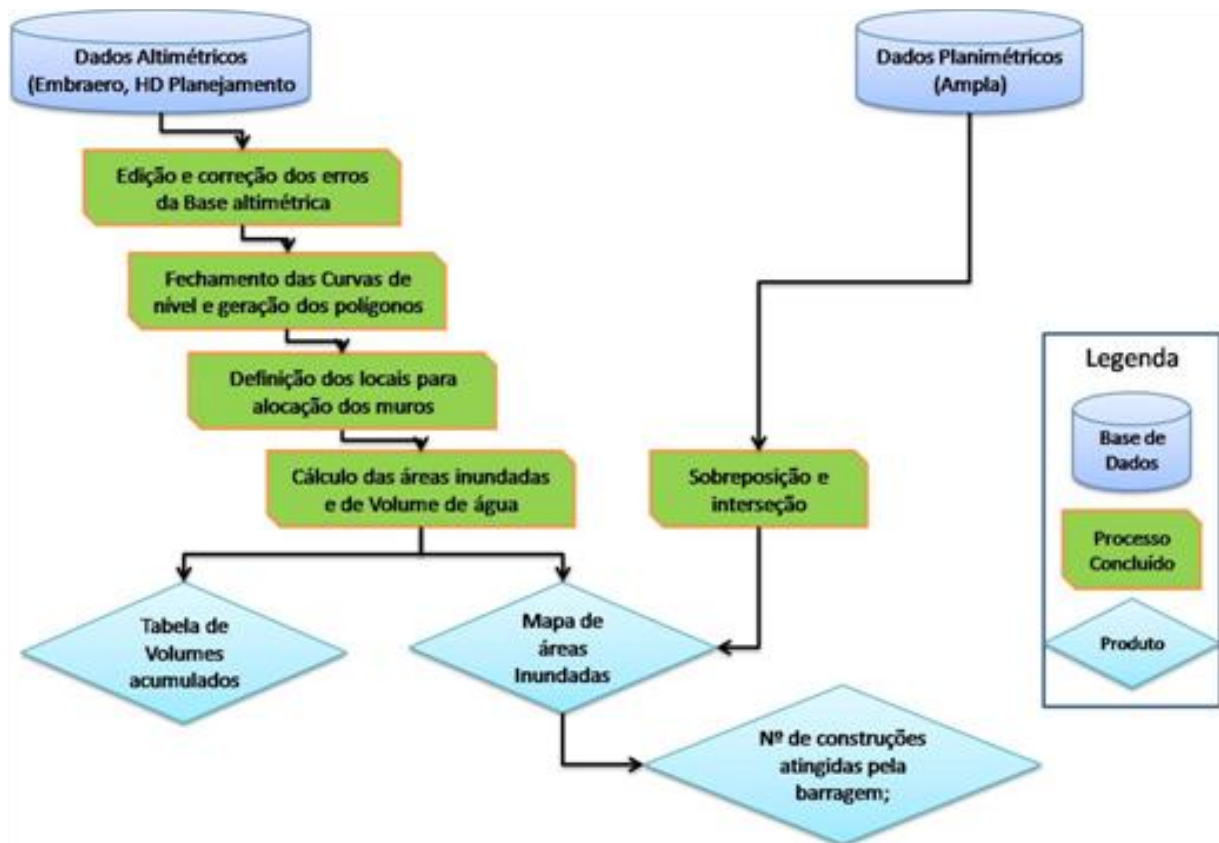 Dados Altimétricos
(Embraero, HD Planejamento
Dados Planimétricos
(Ampla)
Edição e correção dos erros
da Base altimétrica
Fechamento das Curvas de
nível e geração dos polígonos
Definição dos locais para
alocação dos muros
Cálculo das áreas inundadas
e de Volume de água
Sobreposição e
interseção
Tabela de
Volumes
acumulados
Mapa de
áreas
Inundadas
Nº de construções
atingidas pela
barragem;
Legenda
Base de
Dados
Processo
Concluído
Produto